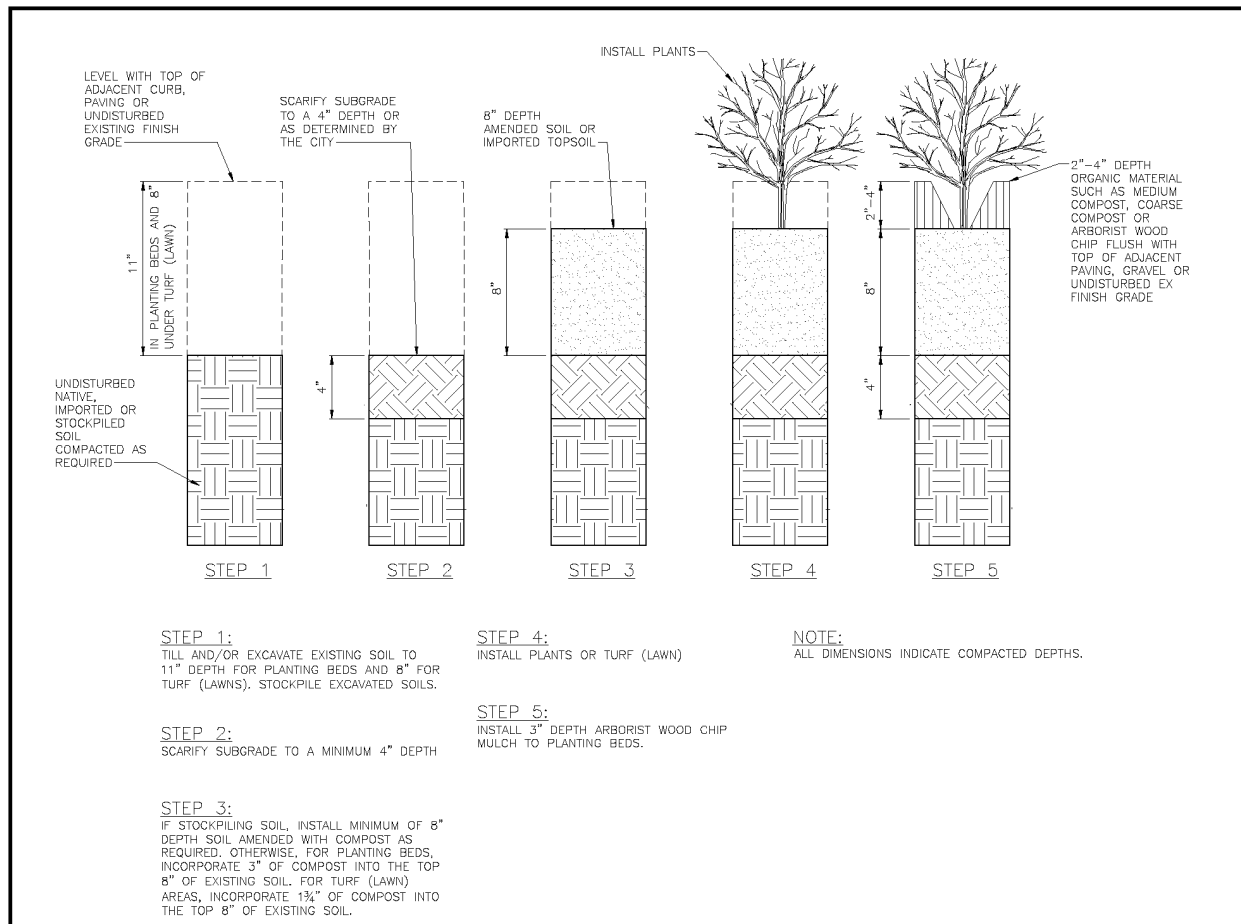 INSTALL PLANTS
LEVEL WITH TOP OF
ADJACENT CURB,
PAVING OR
UNDISTURBED
EXISTING FINISH
GRADE
SCARIFY SUBGRADE
TO A 4" DEPTH OR
AS DETERMINED BY
THE CITY
8" DEPTH
AMENDED SOIL OR
IMPORTED TOPSOIL
2"-4" DEPTH
ORGANIC MATERIAL
SUCH AS MEDIUM
COMPOST, COARSE
COMPOST OR
ARBORIST WOOD
CHIP FLUSH WITH
TOP OF ADJACENT
PAVING, GRAVEL OR
UNDISTURBED EX
FINISH GRADE
11"
IN PLANTING BEDS AND 8"
UNDER TURF (LAWN)
4"
8"
2"-4"
8"
4"
UNDISTURBED
NATIVE,
IMPORTED OR
STOCKPILED
SOIL
COMPACTED AS
REQUIRED
STEP 1
STEP 2
STEP 3
STEP 4
STEP 5
STEP 1:
TILL AND/OR EXCAVATE EXISTING SOIL TO
11" DEPTH FOR PLANTING BEDS AND 8" FOR
TURF (LAWNS). STOCKPILE EXCAVATED SOILS.
STEP 2:
SCARIFY SUBGRADE TO A MINIMUM 4" DEPTH
STEP 3:
IF STOCKPILING SOIL, INSTALL MINIMUM OF 8"
DEPTH SOIL AMENDED WITH COMPOST AS
REQUIRED. OTHERWISE, FOR PLANTING BEDS,
INCORPORATE 3" OF COMPOST INTO THE TOP
8" OF EXISTING SOIL. FOR TURF (LAWN)
AREAS, INCORPORATE 1¾" OF COMPOST INTO
THE TOP 8" OF EXISTING SOIL.
STEP 4:
INSTALL PLANTS OR TURF (LAWN)
STEP 5:
INSTALL 3" DEPTH ARBORIST WOOD CHIP
MULCH TO PLANTING BEDS.
NOTE:
ALL DIMENSIONS INDICATE COMPACTED DEPTHS.